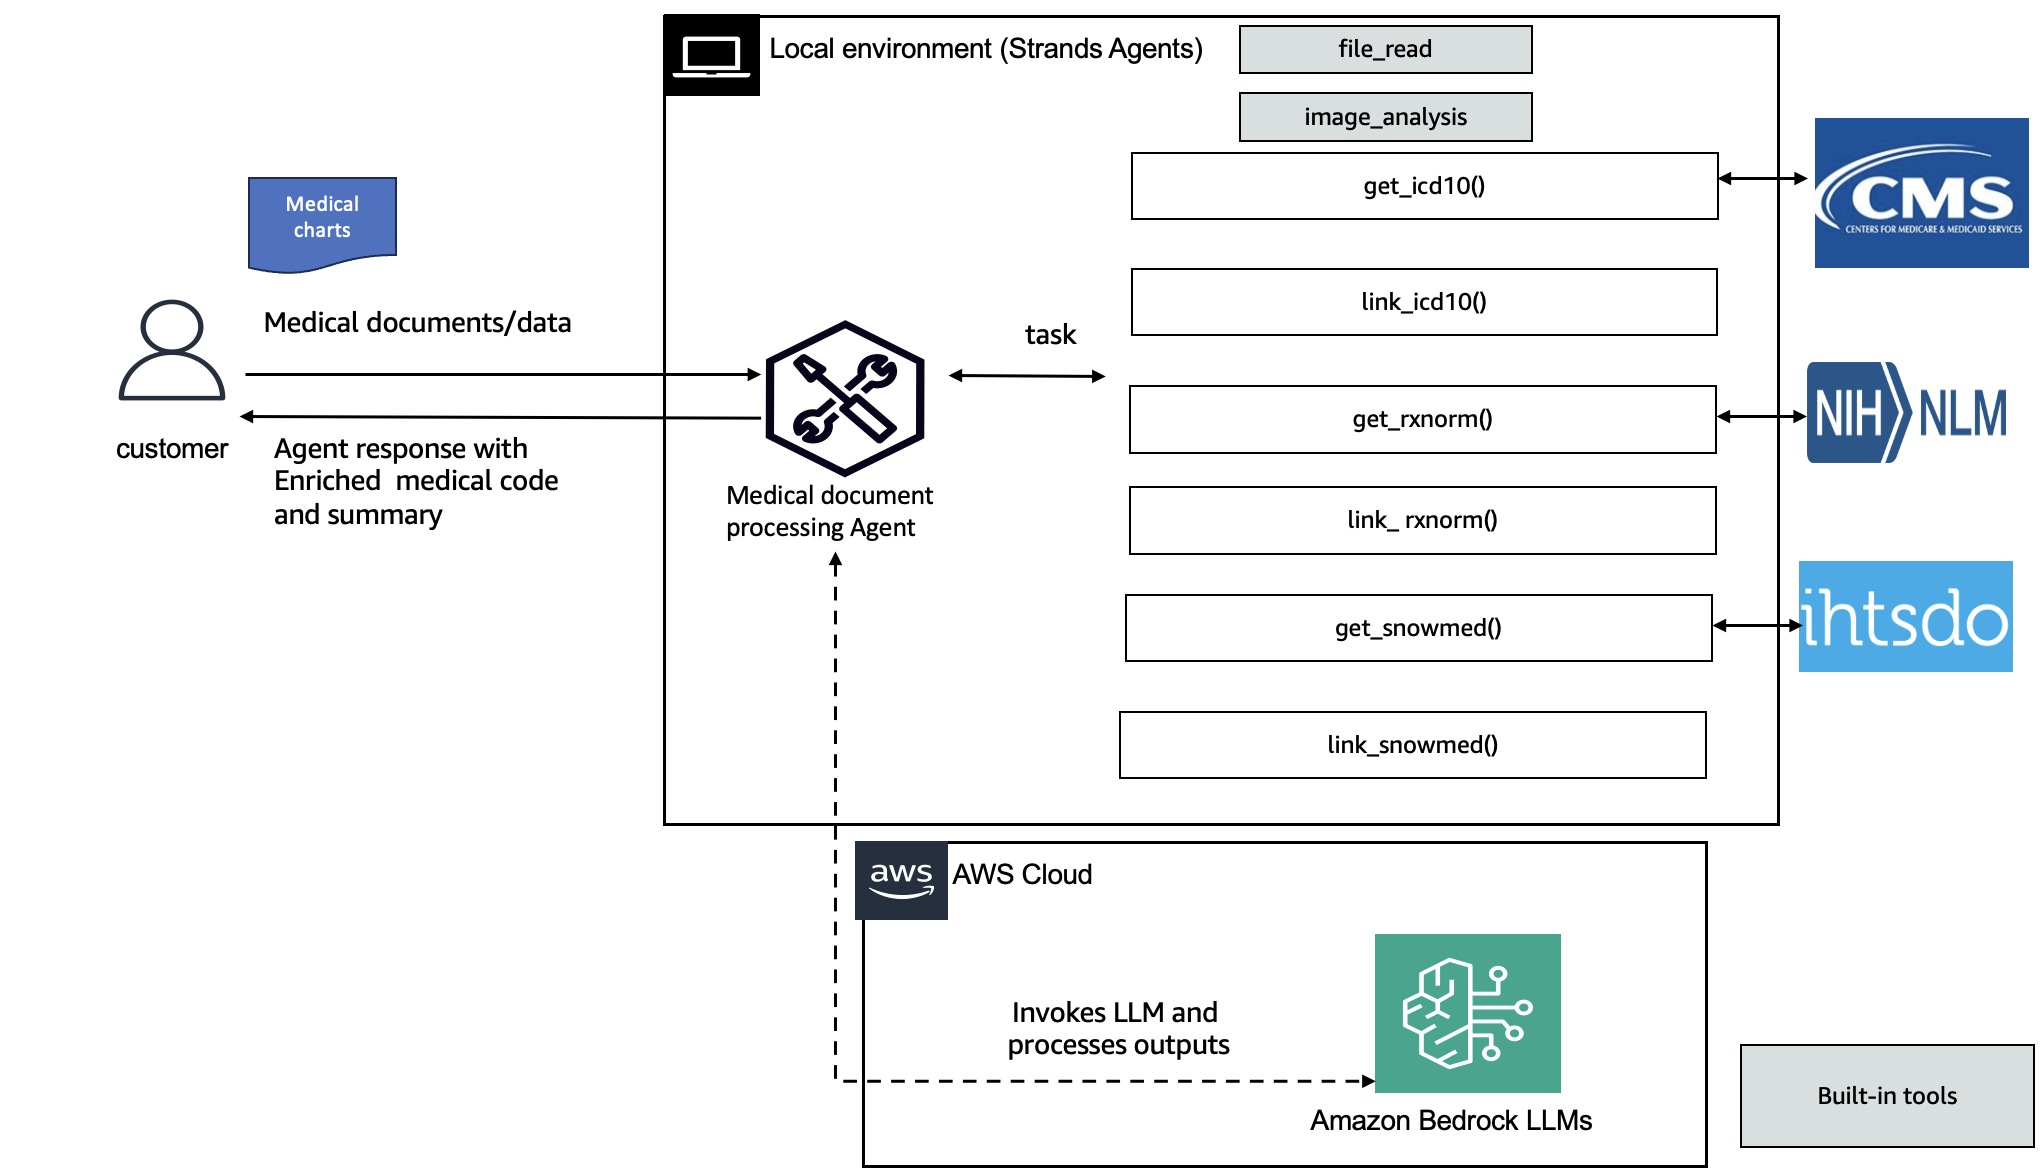 Local environment (Strands Agents)
file_read
image_analysis
get_icd10()
CMS
CENTERS FOR MEDICARE & MEDICAID SERVICES
Medical
charts
link_icd10()
Medical documents/data
task
get_rxnorm()
NIH NLM
customer
Agent response with
Enriched  medical code
and summary
Medical document
processing Agent
link_ rxnorm()
get_snowmed()
ihtsdo
link_snowmed()
aws
AWS Cloud
Invokes LLM and
processes outputs
Amazon Bedrock LLMs
Built-in tools